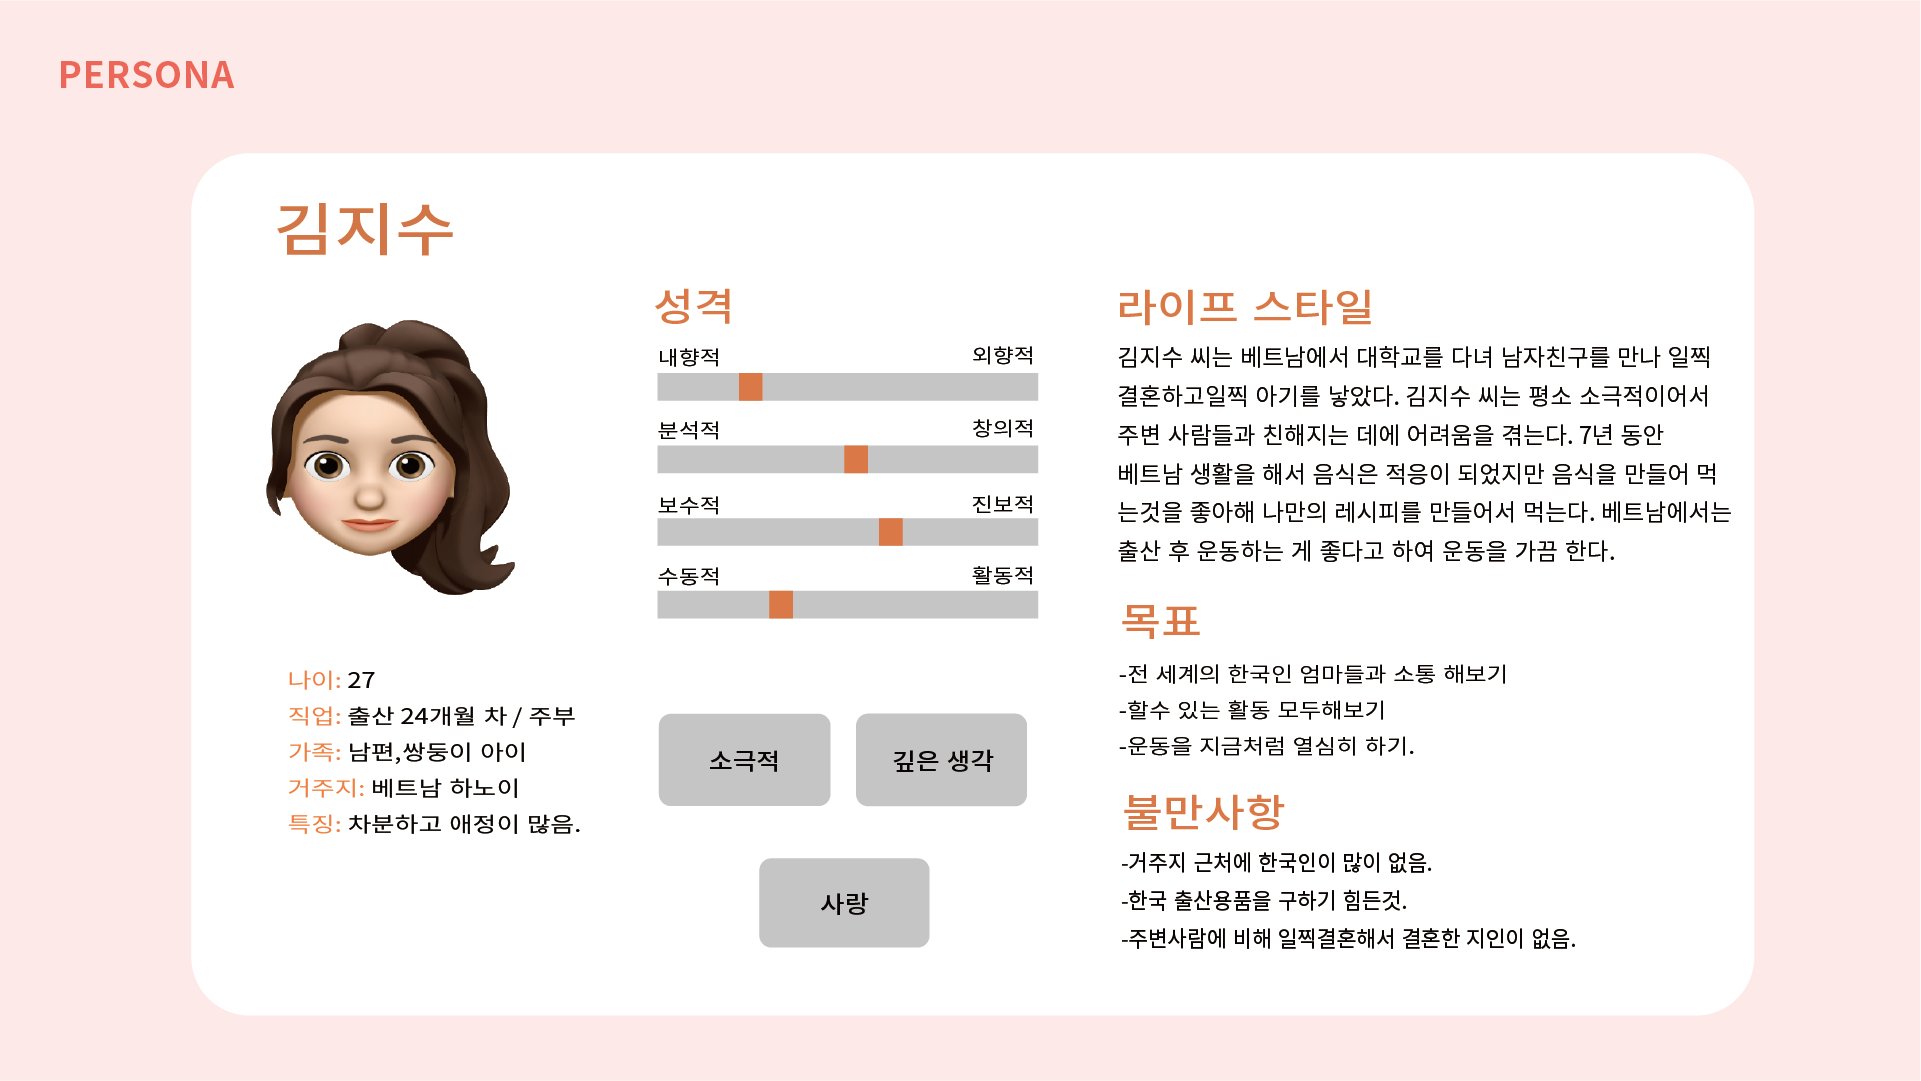 PERSONA
김지수
나이: 27
직업: 출산 24개월 차 / 주부
가족: 남편,쌍둥이 아이
거주지: 베트남 하노이
특징: 차분하고 애정이 많음.
성격
내향적 외향적
분석적 창의적
보수적 진보적
수동적 활동적
소극적 깊은 생각
사랑
라이프 스타일
김지수 씨는 베트남에서 대학교를 다녀 남자친구를 만나 일찍
결혼하고일찍 아기를 낳았다. 김지수 씨는 평소 소극적이어서
주변 사람들과 친해지는 데에 어려움을 겪는다. 7년 동안
베트남 생활을 해서 음식은 적응이 되었지만 음식을 만들어 먹
는것을 좋아해 나만의 레시피를 만들어서 먹는다. 베트남에서는
출산 후 운동하는 게 좋다고 하여 운동을 가끔 한다.
목표
-전 세계의 한국인 엄마들과 소통 해보기
-할수 있는 활동 모두해보기
-운동을 지금처럼 열심히 하기.
불만사항
-거주지 근처에 한국인이 많이 없음.
-한국 출산용품을 구하기 힘든것.
-주변사람에 비해 일찍결혼해서 결혼한 지인이 없음.